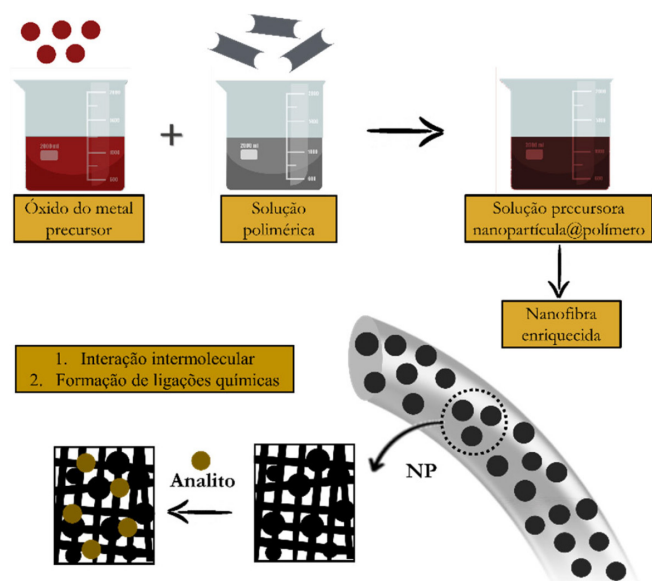 +
Óxido do metal
precursor
Solução
polimérica
Solução precursora
nanopartícula@polímero
Nanofibra
enriquecida
1. Interação intermolecular
2. Formação de ligações químicas
NP
Analito